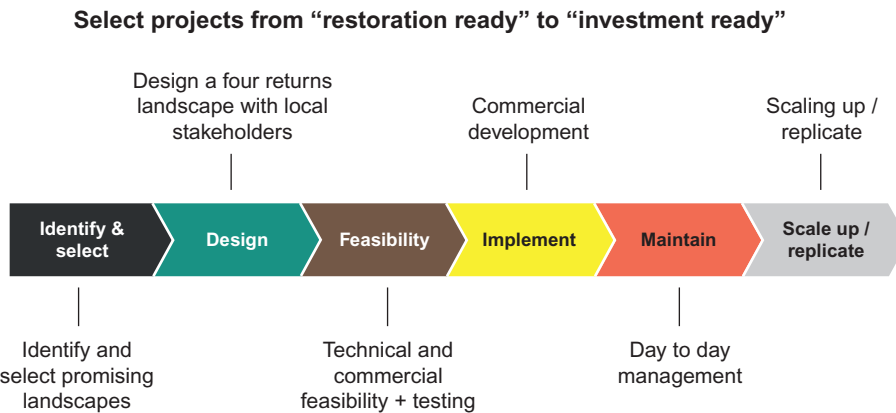 Select projects from “restoration ready” to “investment ready”
Design a four returns
landscape with local
stakeholders
Commercial
development
Scaling up /
replicate
Identify &
select
Design
Feasibility
Implement
Maintain
Scale up /
replicate
Identify and
select promising
landscapes
Technical and
commercial
feasibility + testing
Day to day
management